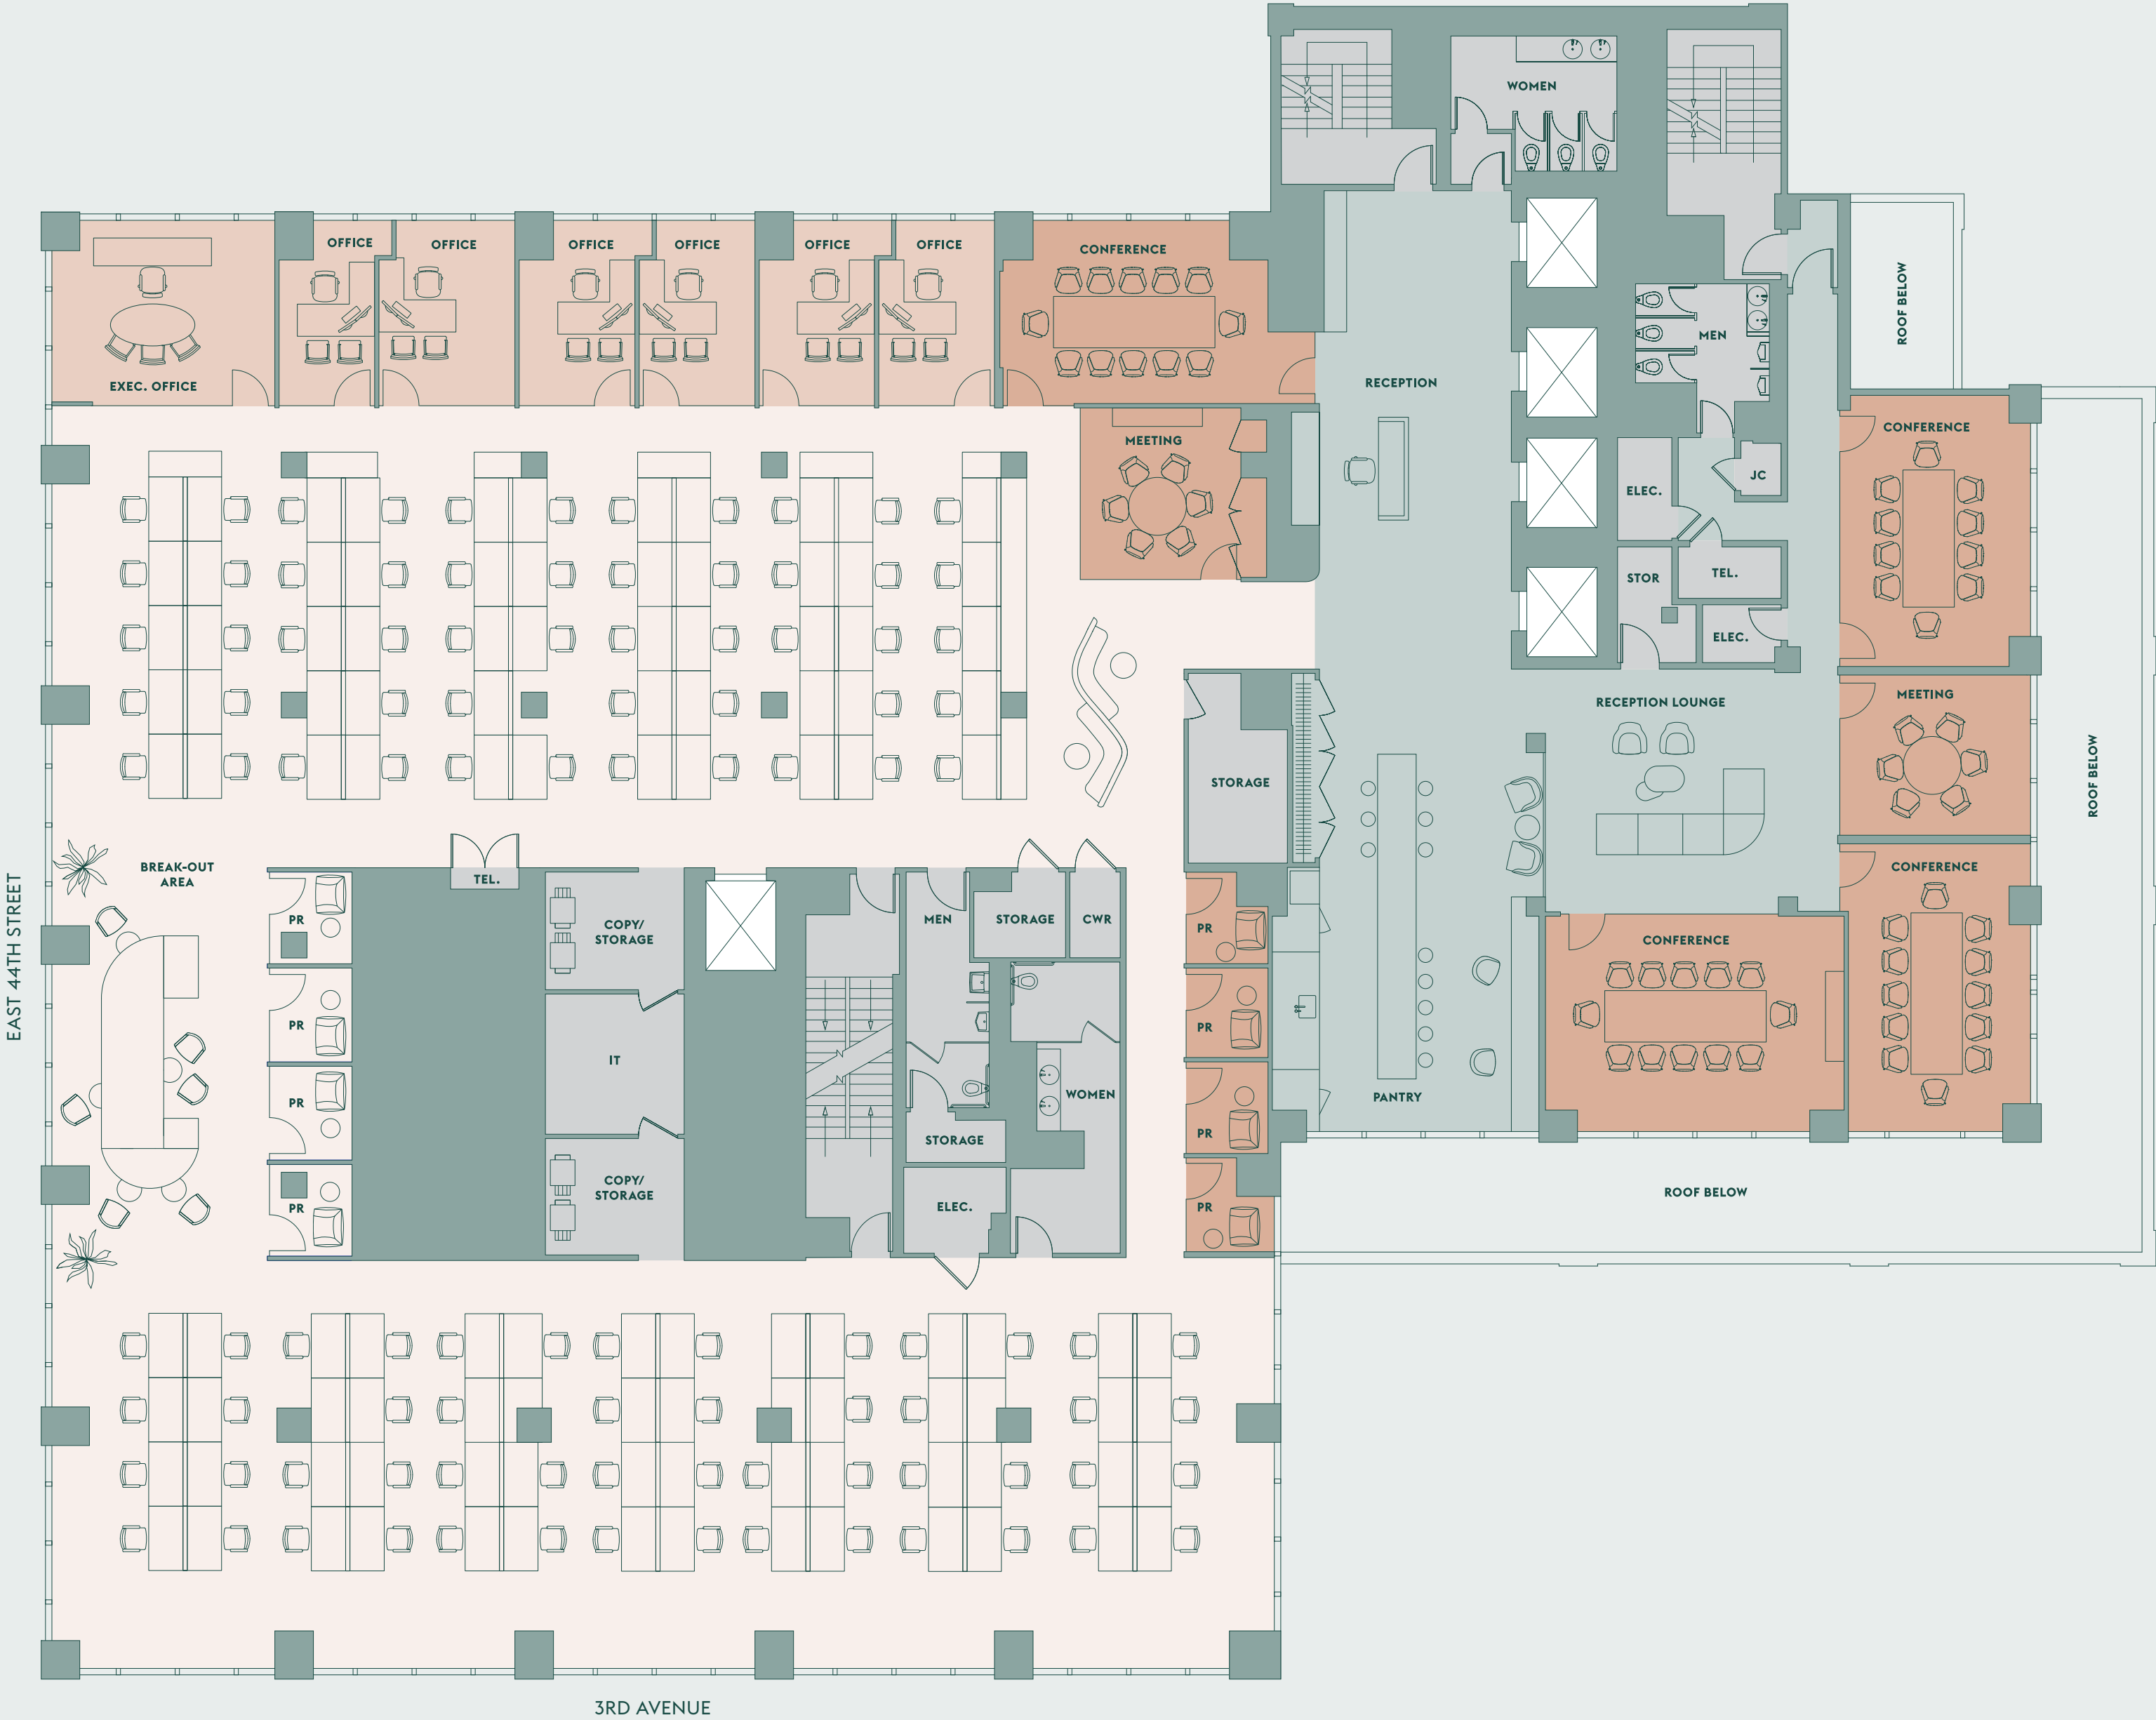 WOMEN
OFFICE
OFFICE
OFFICE
OFFICE
OFFICE
OFFICE
CONFERENCE
EXEC. OFFICE
RECEPTION
MEN
ROOF BELOW
MEETING
CONFERENCE
ELEC.
JC
STOR
TEL.
ELEC.
RECEPTION LOUNGE
MEETING
STORAGE
ROOF BELOW
BREAK-OUT
AREA
TEL.
CONFERENCE
PR
COPY/
STORAGE
MEN
STORAGE
CWR
PR
CONFERENCE
EAST 44TH STREET
PR
PR
IT
PR
WOMEN
PANTRY
PR
STORAGE
COPY/
STORAGE
ROOF BELOW
PR
ELEC.
PR
3RD AVENUE